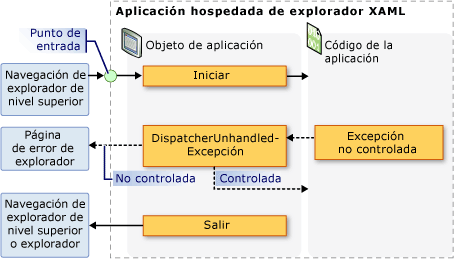 Aplicación hospedada de explorador XAML
Punto de
entrada
Objeto de aplicación
Código de la
aplicación
Navegación de
explorador de
nivel superior
Iniciar
Página
de error de
explorador
DispatcherUnhandled-
Excepción
Excepción
no controlada
No controlada
Controlada
Navegación de
explorador de
nivel superior
o explorador
Salir